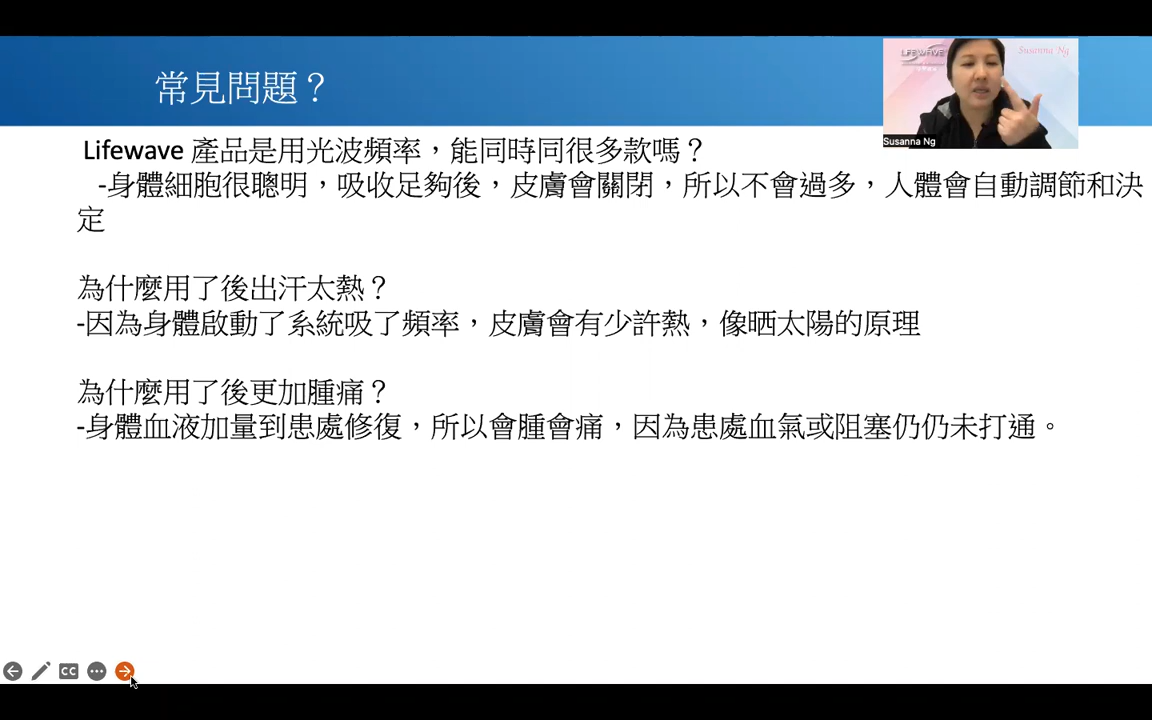 常見問題？
LIFEWAVE
Susanna Ng
Susanna Ng
Lifewave 產品是用光波頻率，能同時同很多款嗎？
-身體細胞很聰明，吸收足夠後，皮膚會關閉，所以不會過多，人體會自動調節和決
定
為什麼用了後出汗太熱？
-因為身體啟動了系統吸了頻率，皮膚會有少許熱，像晒太陽的原理
為什麼用了後更加腫痛？
-身體血液加量到患處修復，所以會腫會痛，因為患處血氣或阻塞仍仍未打通。
CC